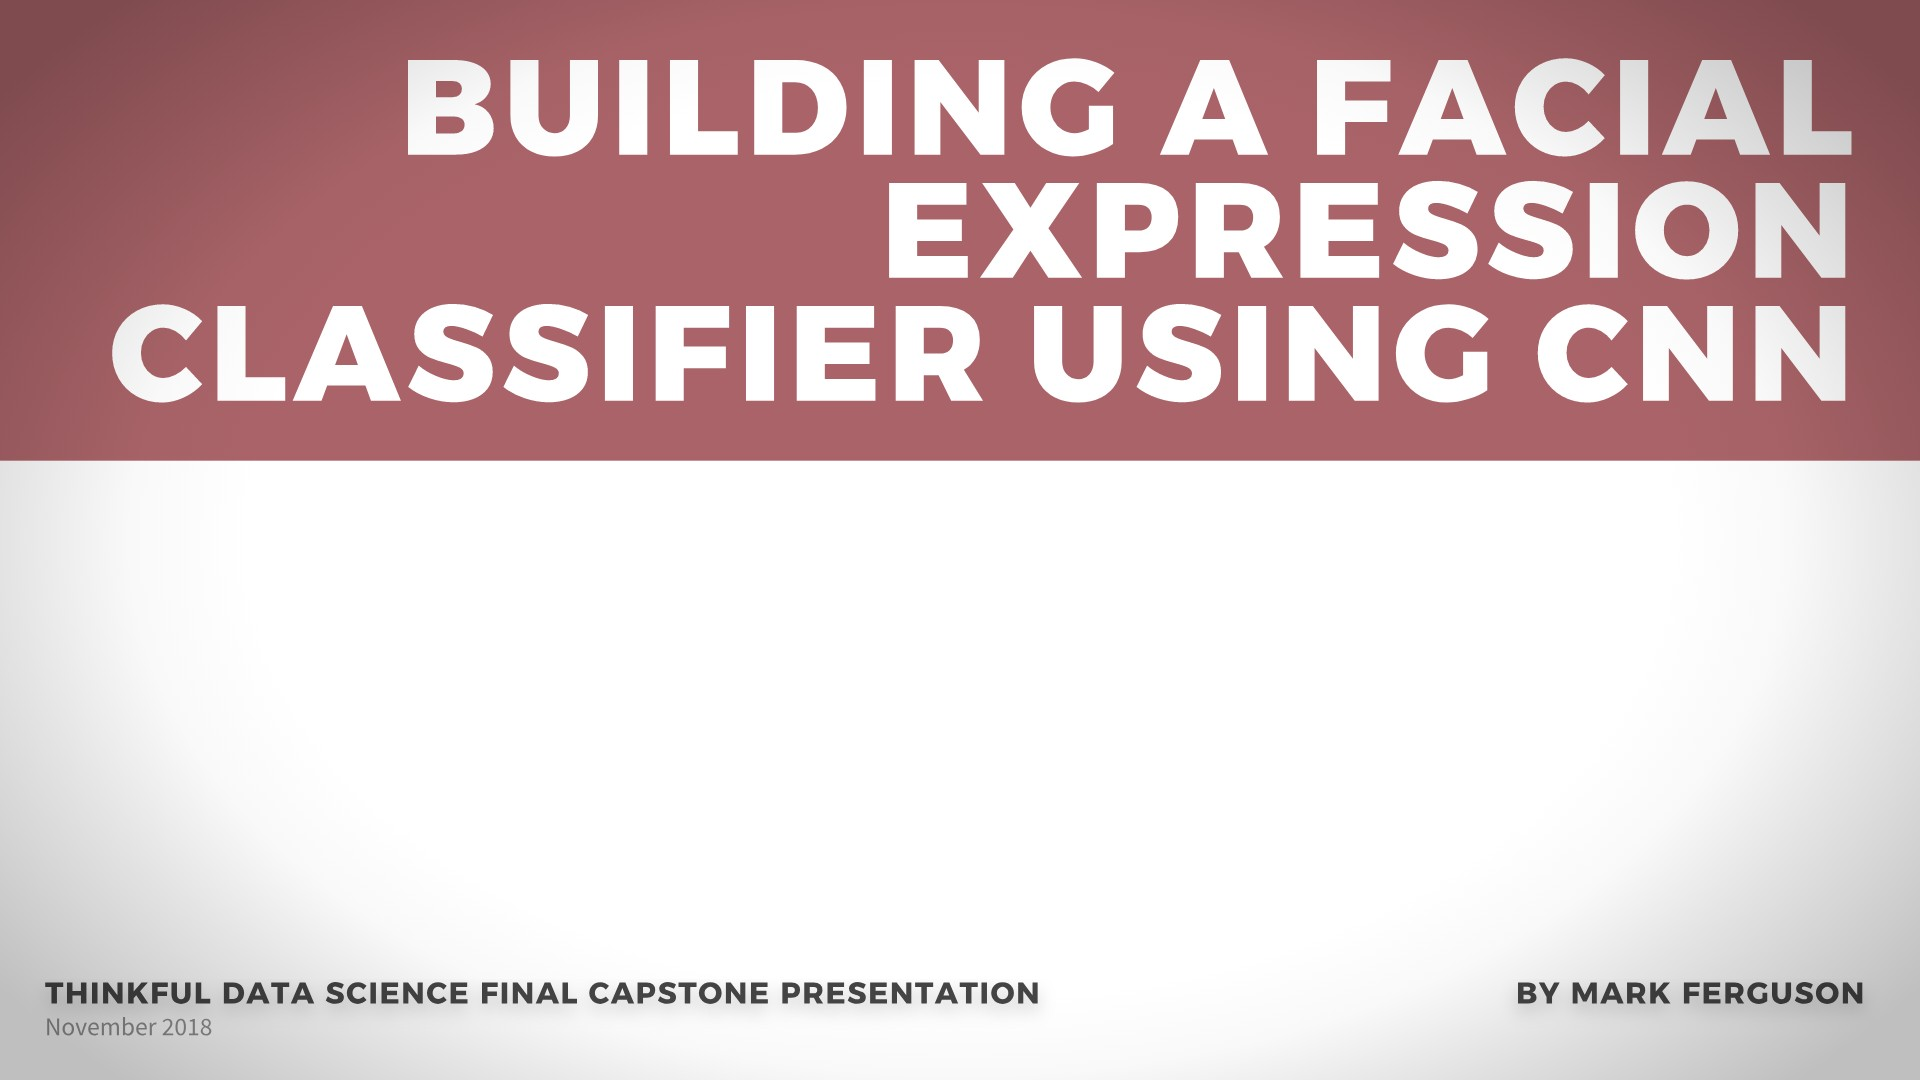 BUILDING A FACIAL
EXPRESSION
CLASSIFIER USING CNN
THINKFUL DATA SCIENCE FINAL CAPSTONE PRESENTATION
November 2018
BY MARK FERGUSON